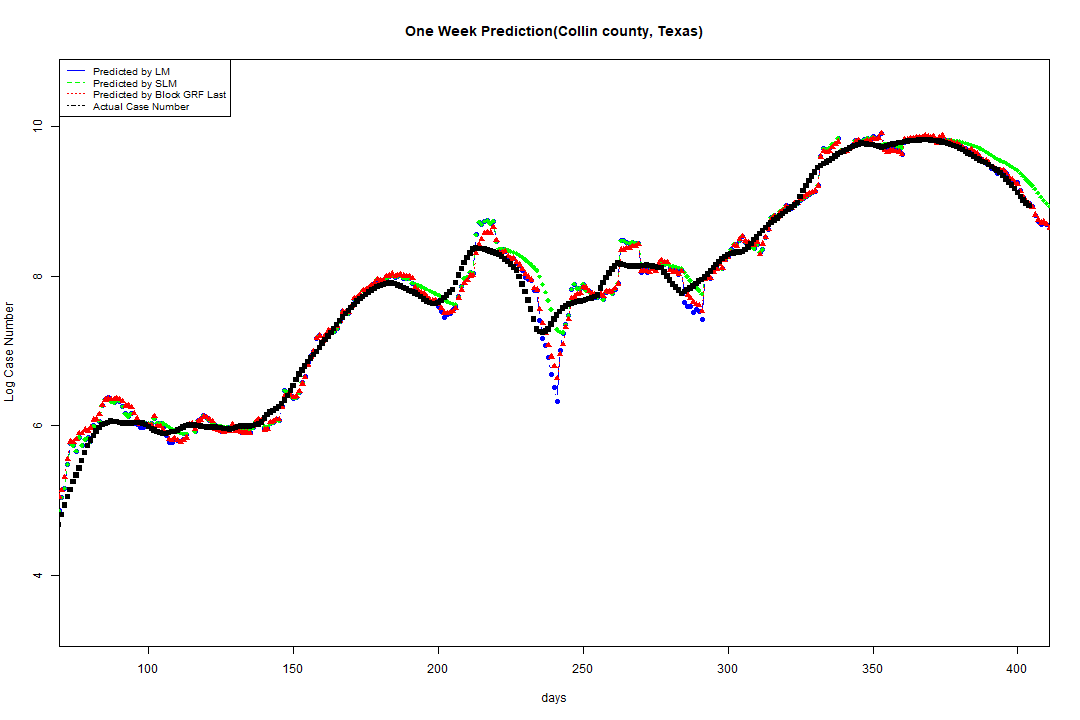 One Week Prediction(Collin county, Texas)
Predicted by LM
Predicted by SLM
Predicted by Block GRF Last
Actual Case Number
Log Case Number
10
8
6
4
100 150 200 250 300 350 400
days